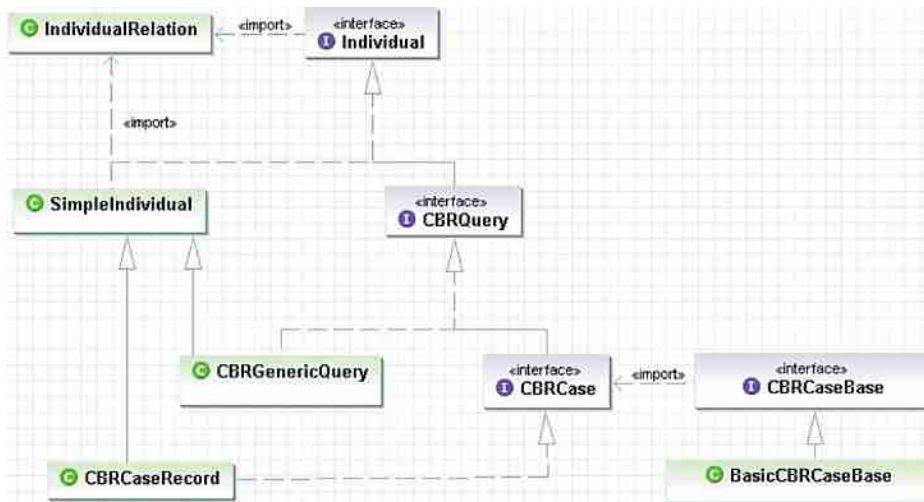 IndividualRelation
«import»
«interface»
Individual
«import»
SimpleIndividual
«interface»
CBRQuery
CBRGenericQuery
«interface»
CBRCase
«import»
«interface»
CBRCaseBase
CBRCaseRecord
BasicCBRCaseBase